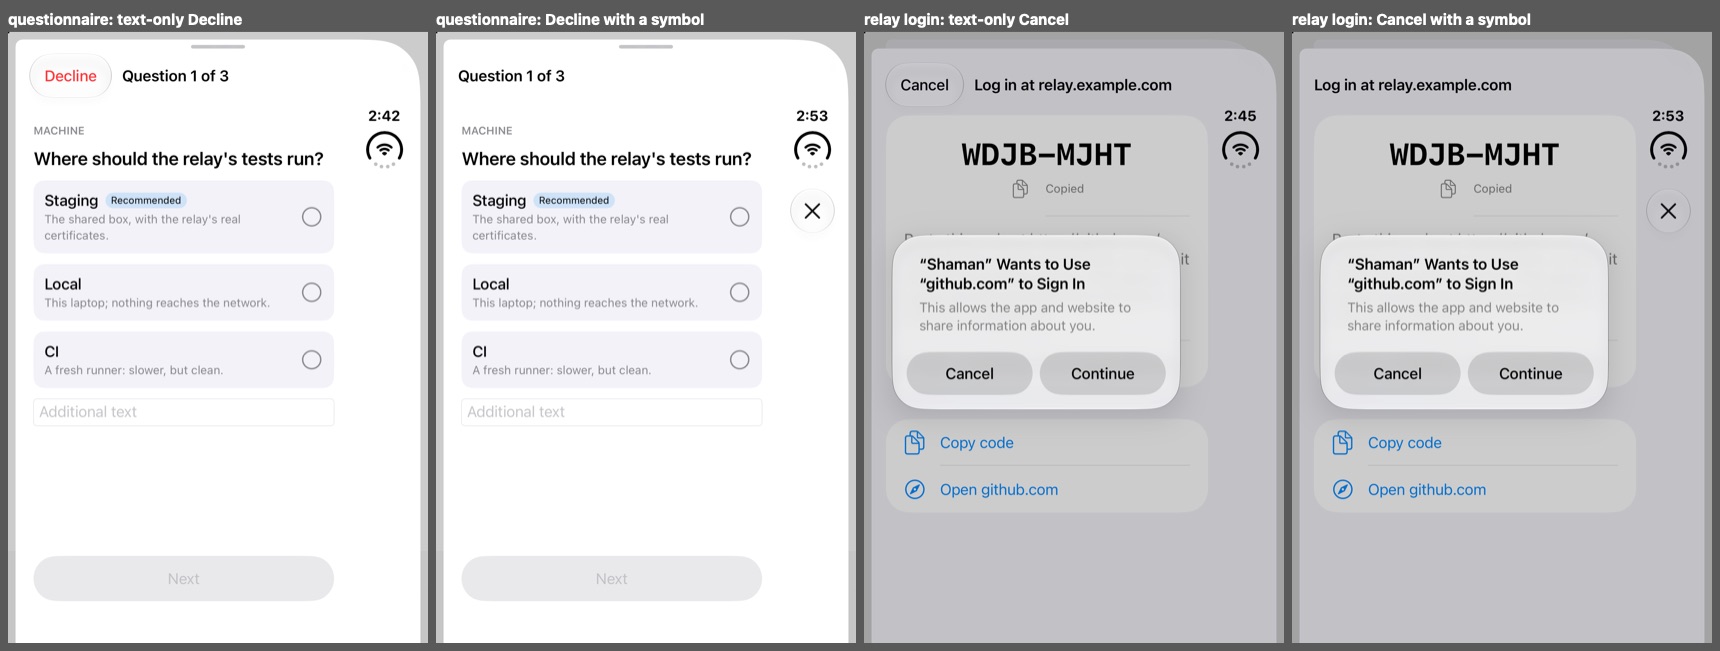 questionnaire: text-only Decline
Decline
Question 1 of 3
2:42
MACHINE
Where should the relay's tests run?
Staging
Recommended
The shared box, with the relay's real
certificates.
Local
This laptop; nothing reaches the network.
CI
A fresh runner: slower, but clean.
Additional text
Next
questionnaire: Decline with a symbol
Question 1 of 3
2:53
MACHINE
Where should the relay's tests run?
Staging
Recommended
The shared box, with the relay's real
certificates.
Local
This laptop; nothing reaches the network.
CI
A fresh runner: slower, but clean.
Additional text
Next
relay login: text-only Cancel
Cancel
Log in at relay.example.com
2:45
WDJB–MJHT
Copied
it
“Shaman” Wants to Use
“github.com” to Sign In
This allows the app and website to
share information about you.
Cancel
Continue
Copy code
Open github.com
relay login: Cancel with a symbol
Log in at relay.example.com
2:53
WDJB–MJHT
Copied
it
“Shaman” Wants to Use
“github.com” to Sign In
This allows the app and website to
share information about you.
Cancel
Continue
Copy code
Open github.com